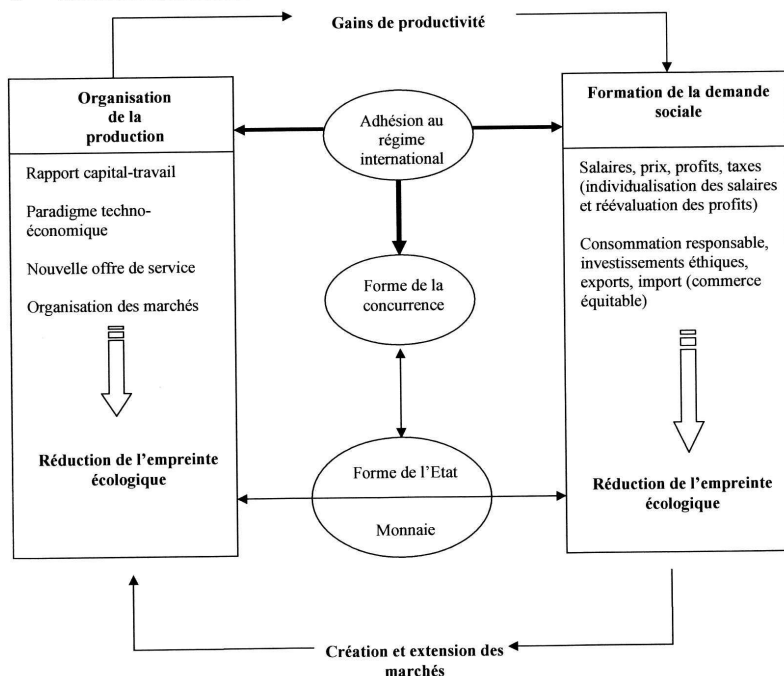 Gains de productivité
Organisation
de la
production
Rapport capital-travail
Paradigme techno-
économique
Nouvelle offre de service
Organisation des marchés
Réduction de l'empreinte
écologique
Adhésion au
régime
international
Forme de la
concurrence
Forme de l'Etat
Monnaie
Formation de la demande
sociale
Salaires, prix, profits, taxes
(individualisation des salaires
et réévaluation des profits)
Consommation responsable,
investissements éthiques,
exports, import (commerce
équitable)
Réduction de l'empreinte
écologique
Création et extension des
marchés